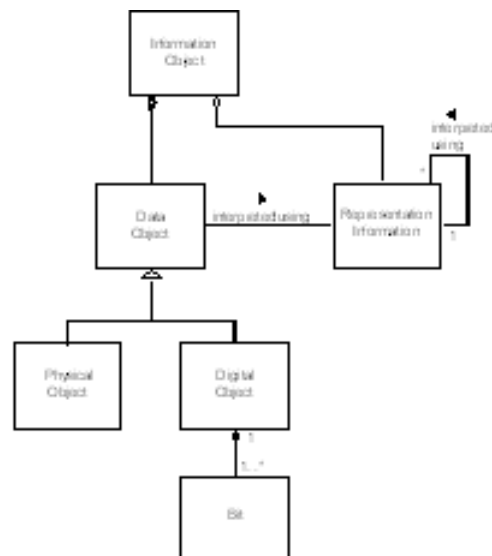 Information
Object
interpreted
using
*
1
Data
Object
interpreted using
Representation
Information
Physical
Object
Digital
Object
1
1...*
Bit